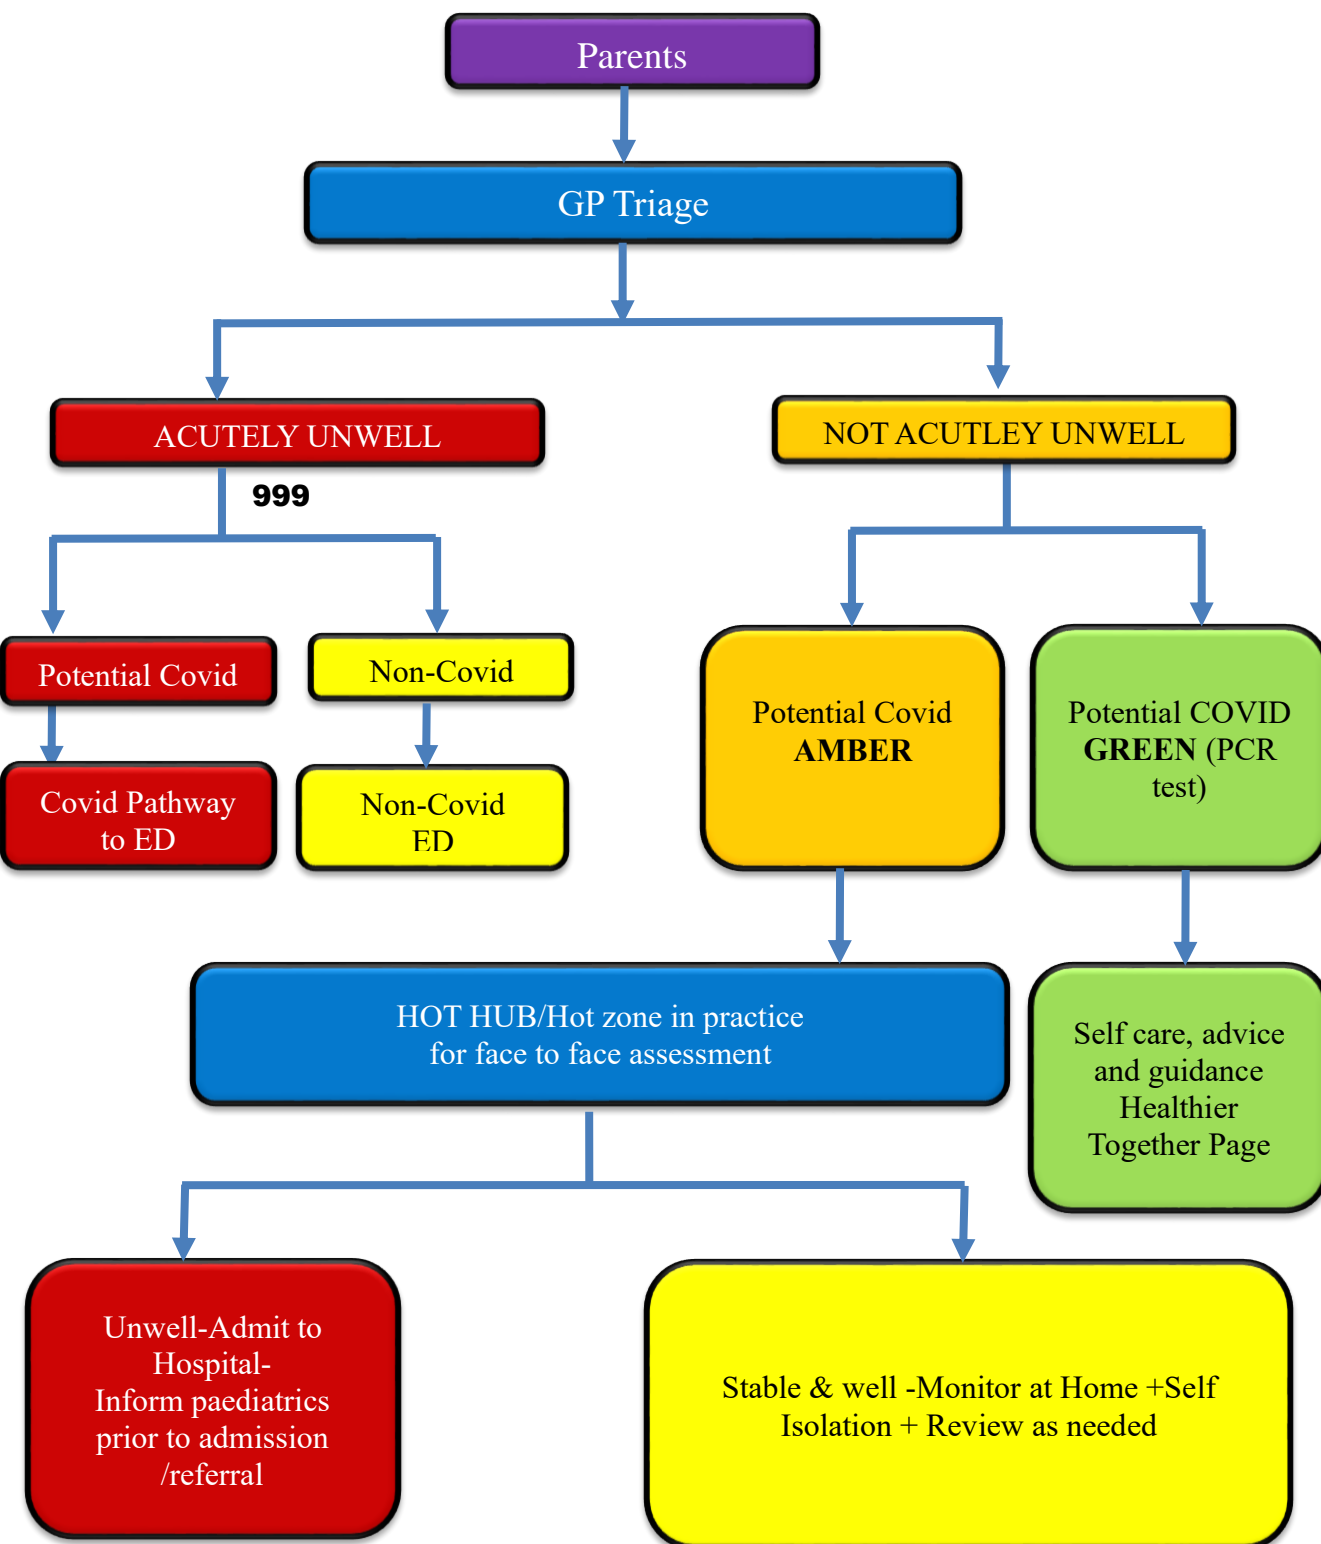 Parents
GP Triage
ACUTELY UNWELL
NOT ACUTLEY UNWELL
999
Potential Covid
Non-Covid
Covid Pathway
to ED
Non-Covid
ED
Potential Covid
AMBER
Potential COVID
GREEN (PCR
test)
HOT HUB/Hot zone in practice
for face to face assessment
Self care, advice
and guidance
Healthier
Together Page
Unwell-Admit to
Hospital-
Inform paediatrics
prior to admission
/referral
Stable & well -Monitor at Home +Self
Isolation + Review as needed